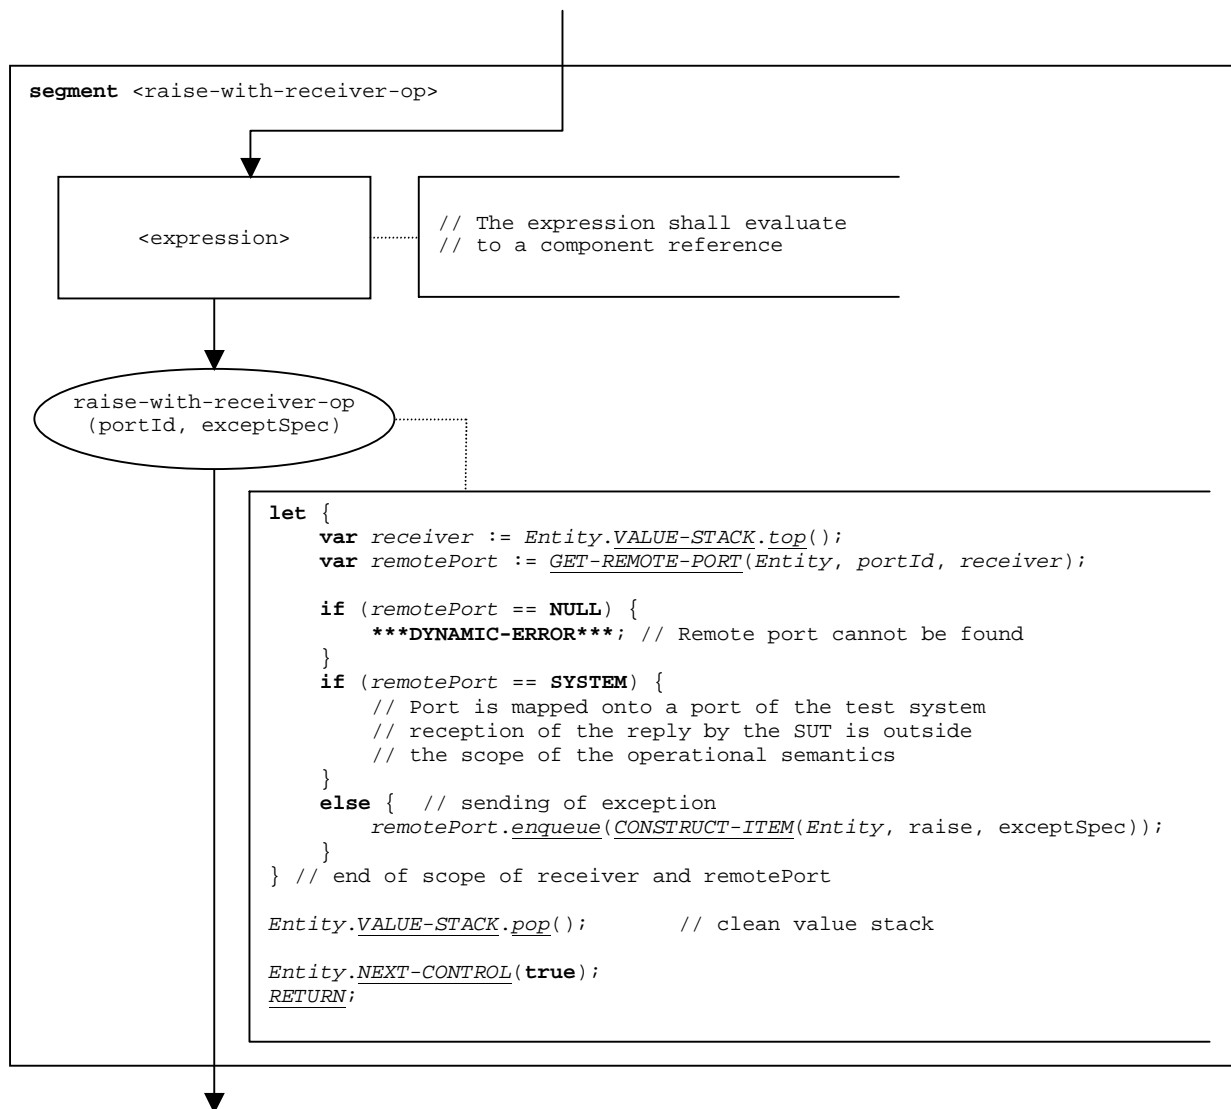 segment <raise-with-receiver-op>
<expression>
// The expression shall evaluate
// to a component reference
raise-with-receiver-op
(portId, exceptSpec)
let {
var receiver := Entity.VALUE-STACK.top();
var remotePort := GET-REMOTE-PORT(Entity, portId, receiver);
if (remotePort == NULL) {
***DYNAMIC-ERROR***; // Remote port cannot be found
}
if (remotePort == SYSTEM) {
// Port is mapped onto a port of the test system
// reception of the reply by the SUT is outside
// the scope of the operational semantics
}
else { // sending of exception
remotePort.enqueue(CONSTRUCT-ITEM(Entity, raise, exceptSpec));
}
} // end of scope of receiver and remotePort
Entity.VALUE-STACK.pop(); // clean value stack
Entity.NEXT-CONTROL(true);
RETURN;